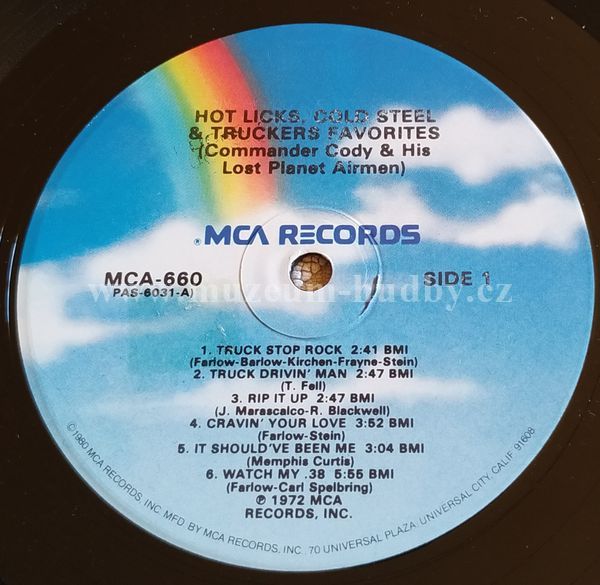 HOT LICKS, COLD STEEL
& TRUCKERS FAVORITES
(Commander Cody & His
Lost Planet Airmen)
® MCA RECORDS
MCA-660 SIDE 1
PAS-6031-A)
www.muzeum-hudby.cz
1. TRUCK STOP ROCK 2:41 BMI
(Farlow-Barlow-Kirchen-Frayne-Stein)
2. TRUCK DRIVIN' MAN 2:47 BMI
(T. Fell)
3. RIP IT UP 2:47 BMI
(J. Marascalco-R. Blackwell)
4. CRAVIN' YOUR LOVE 3:52 BMI
(Farlow-Stein)
5. IT SHOULD'VE BEEN ME 3:04 BMI
(Memphis Curtis)
6. WATCH MY .38 5:55 BMI
(Farlow-Carl Spelbring)
℗ 1972 MCA
RECORDS, INC.
©1980 MCA RECORDS, INC. MFD BY MCA RECORDS, INC., 70 UNIVERSAL PLAZA, UNIVERSAL CITY, CALIF. 91608